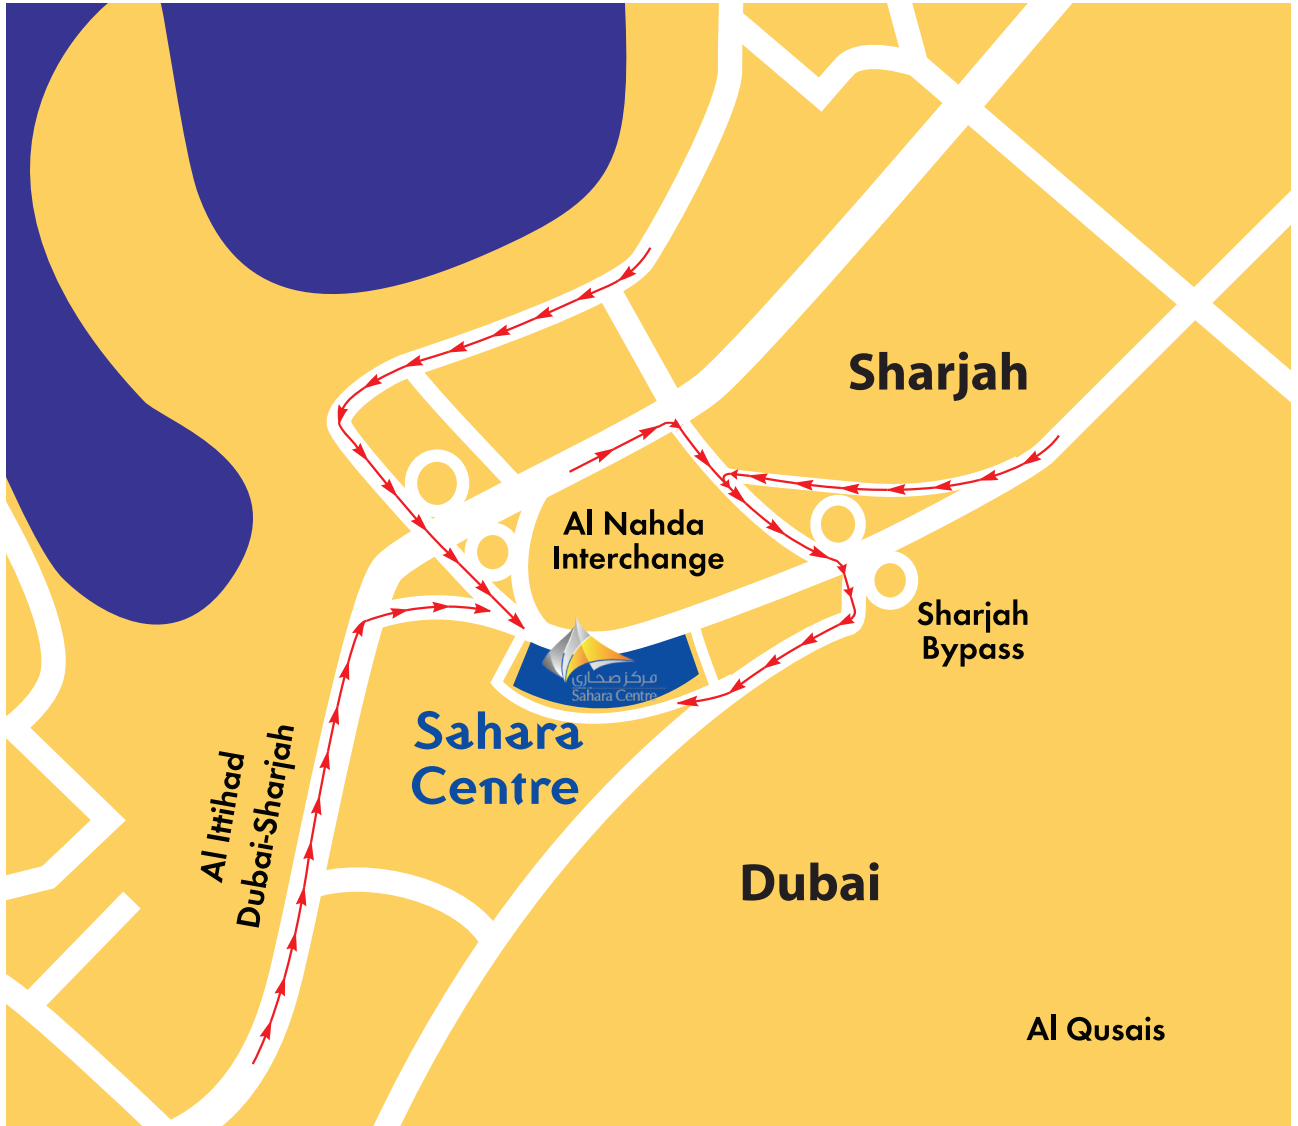 Sharjah
Al Nahda
Interchange
Sharjah
Bypass
مركز صحاري
Sahara Centre
Sahara
Centre
Al Ittihad
Dubai-Sharjah
Dubai
Al Qusais